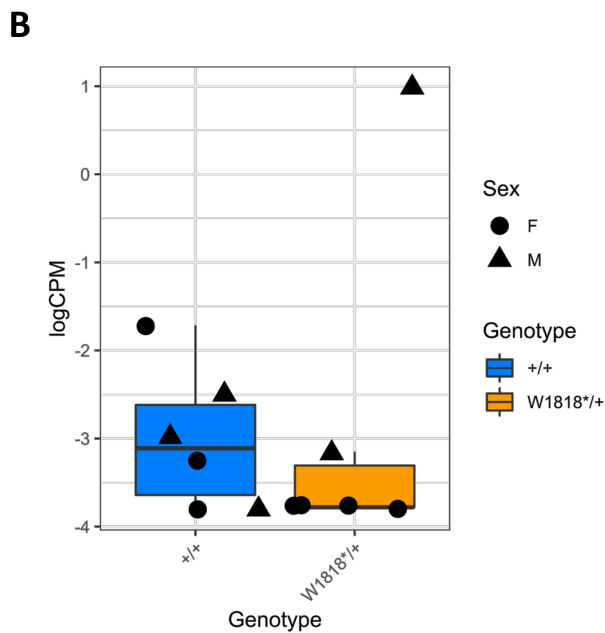 B
1
0
-1
-2
-3
-4
logCPM
+/+
W1818*/+
Genotype
Sex
F
M
Genotype
+/+
W1818*/+